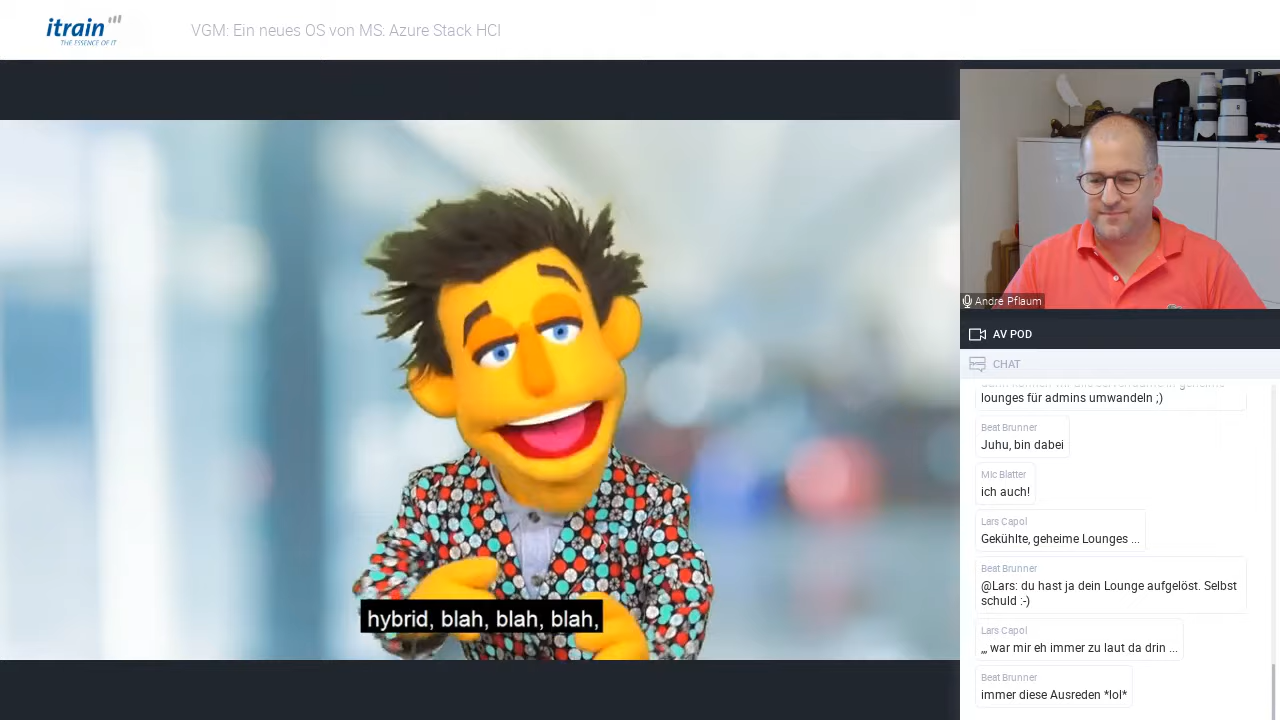 itrain
THE ESSENCE OF IT
VGM: Ein neues OS von MS: Azure Stack HCI
hybrid, blah, blah, blah,
Andre Pflaum
AV POD
CHAT
lounges für admins umwandeln ;)
Beat Brunner
Juhu, bin dabei
Mic Blatter
ich auch!
Lars Capol
Gekühlte, geheime Lounges ...
Beat Brunner
@Lars: du hast ja dein Lounge aufgelöst. Selbst
schuld :-)
Lars Capol
,,, war mir eh immer zu laut da drin ...
Beat Brunner
immer diese Ausreden *lol*